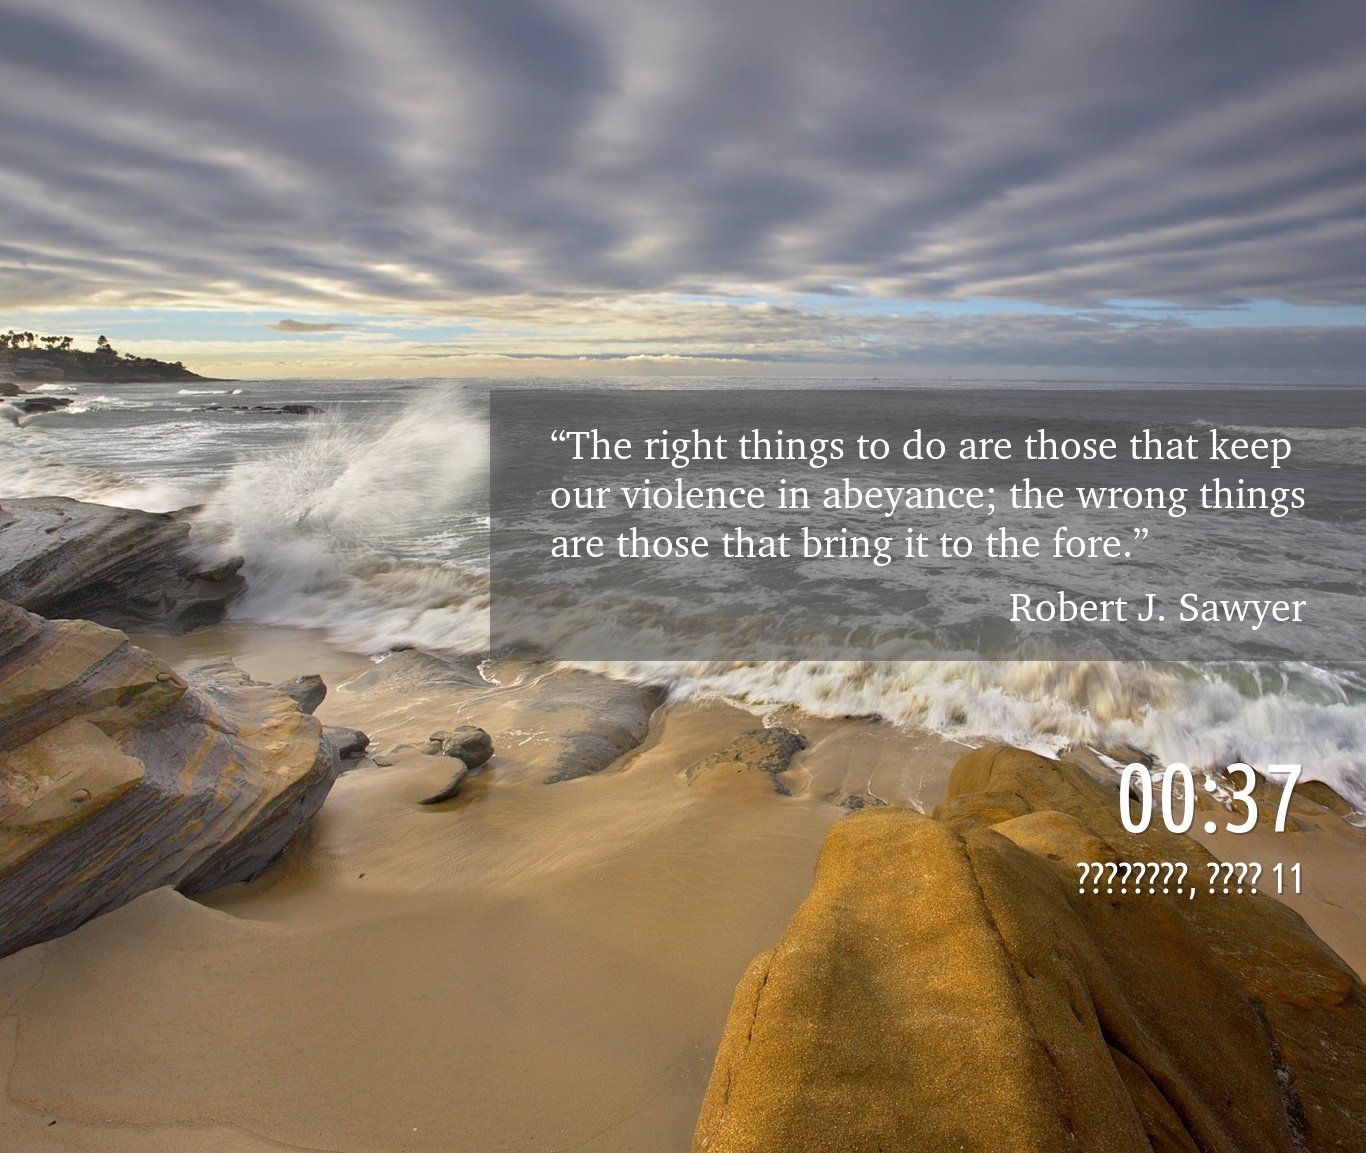 “The right things to do are those that keep
our violence in abeyance; the wrong things
are those that bring it to the fore.”
Robert J. Sawyer
00:37
????????, ???? 11